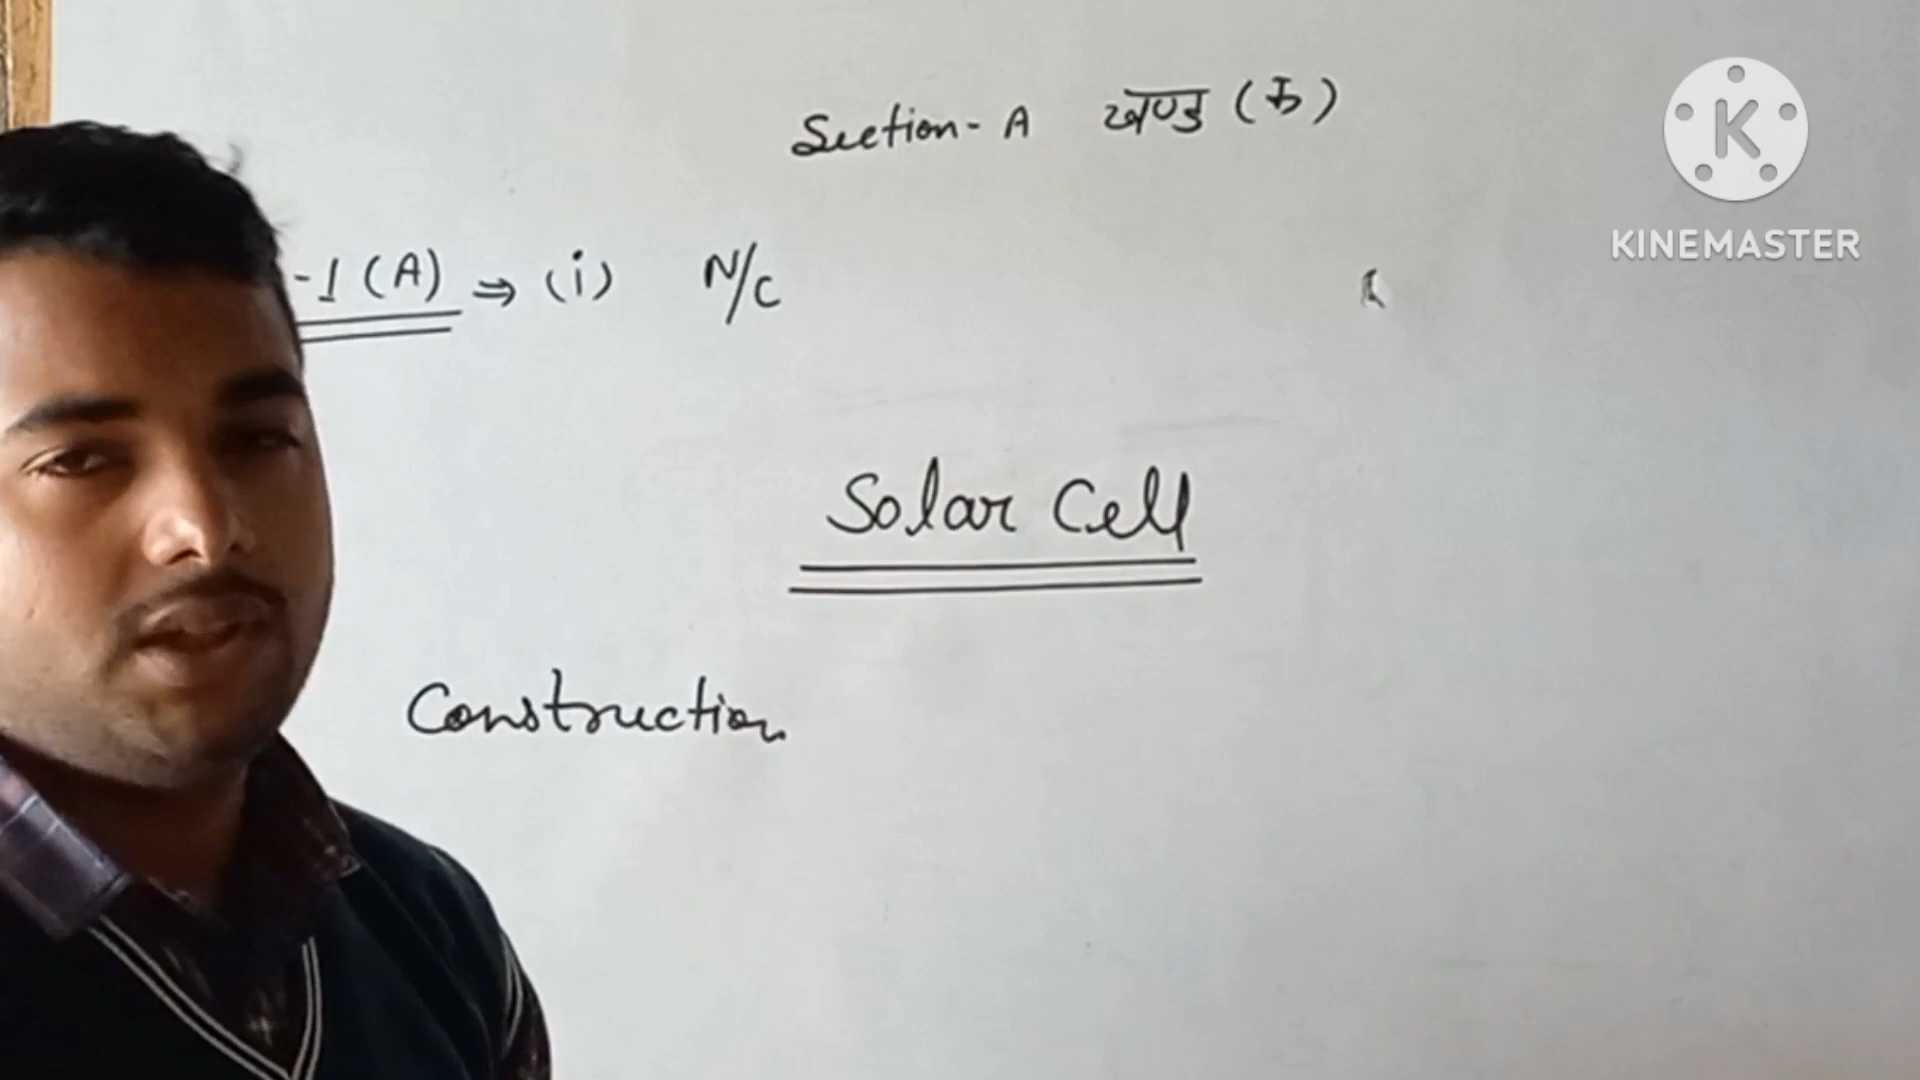 Section - A खण्ड (क)
K
KINEMASTER
-1 (A) ⇒ (i) N/C
Solar Cell
Construction